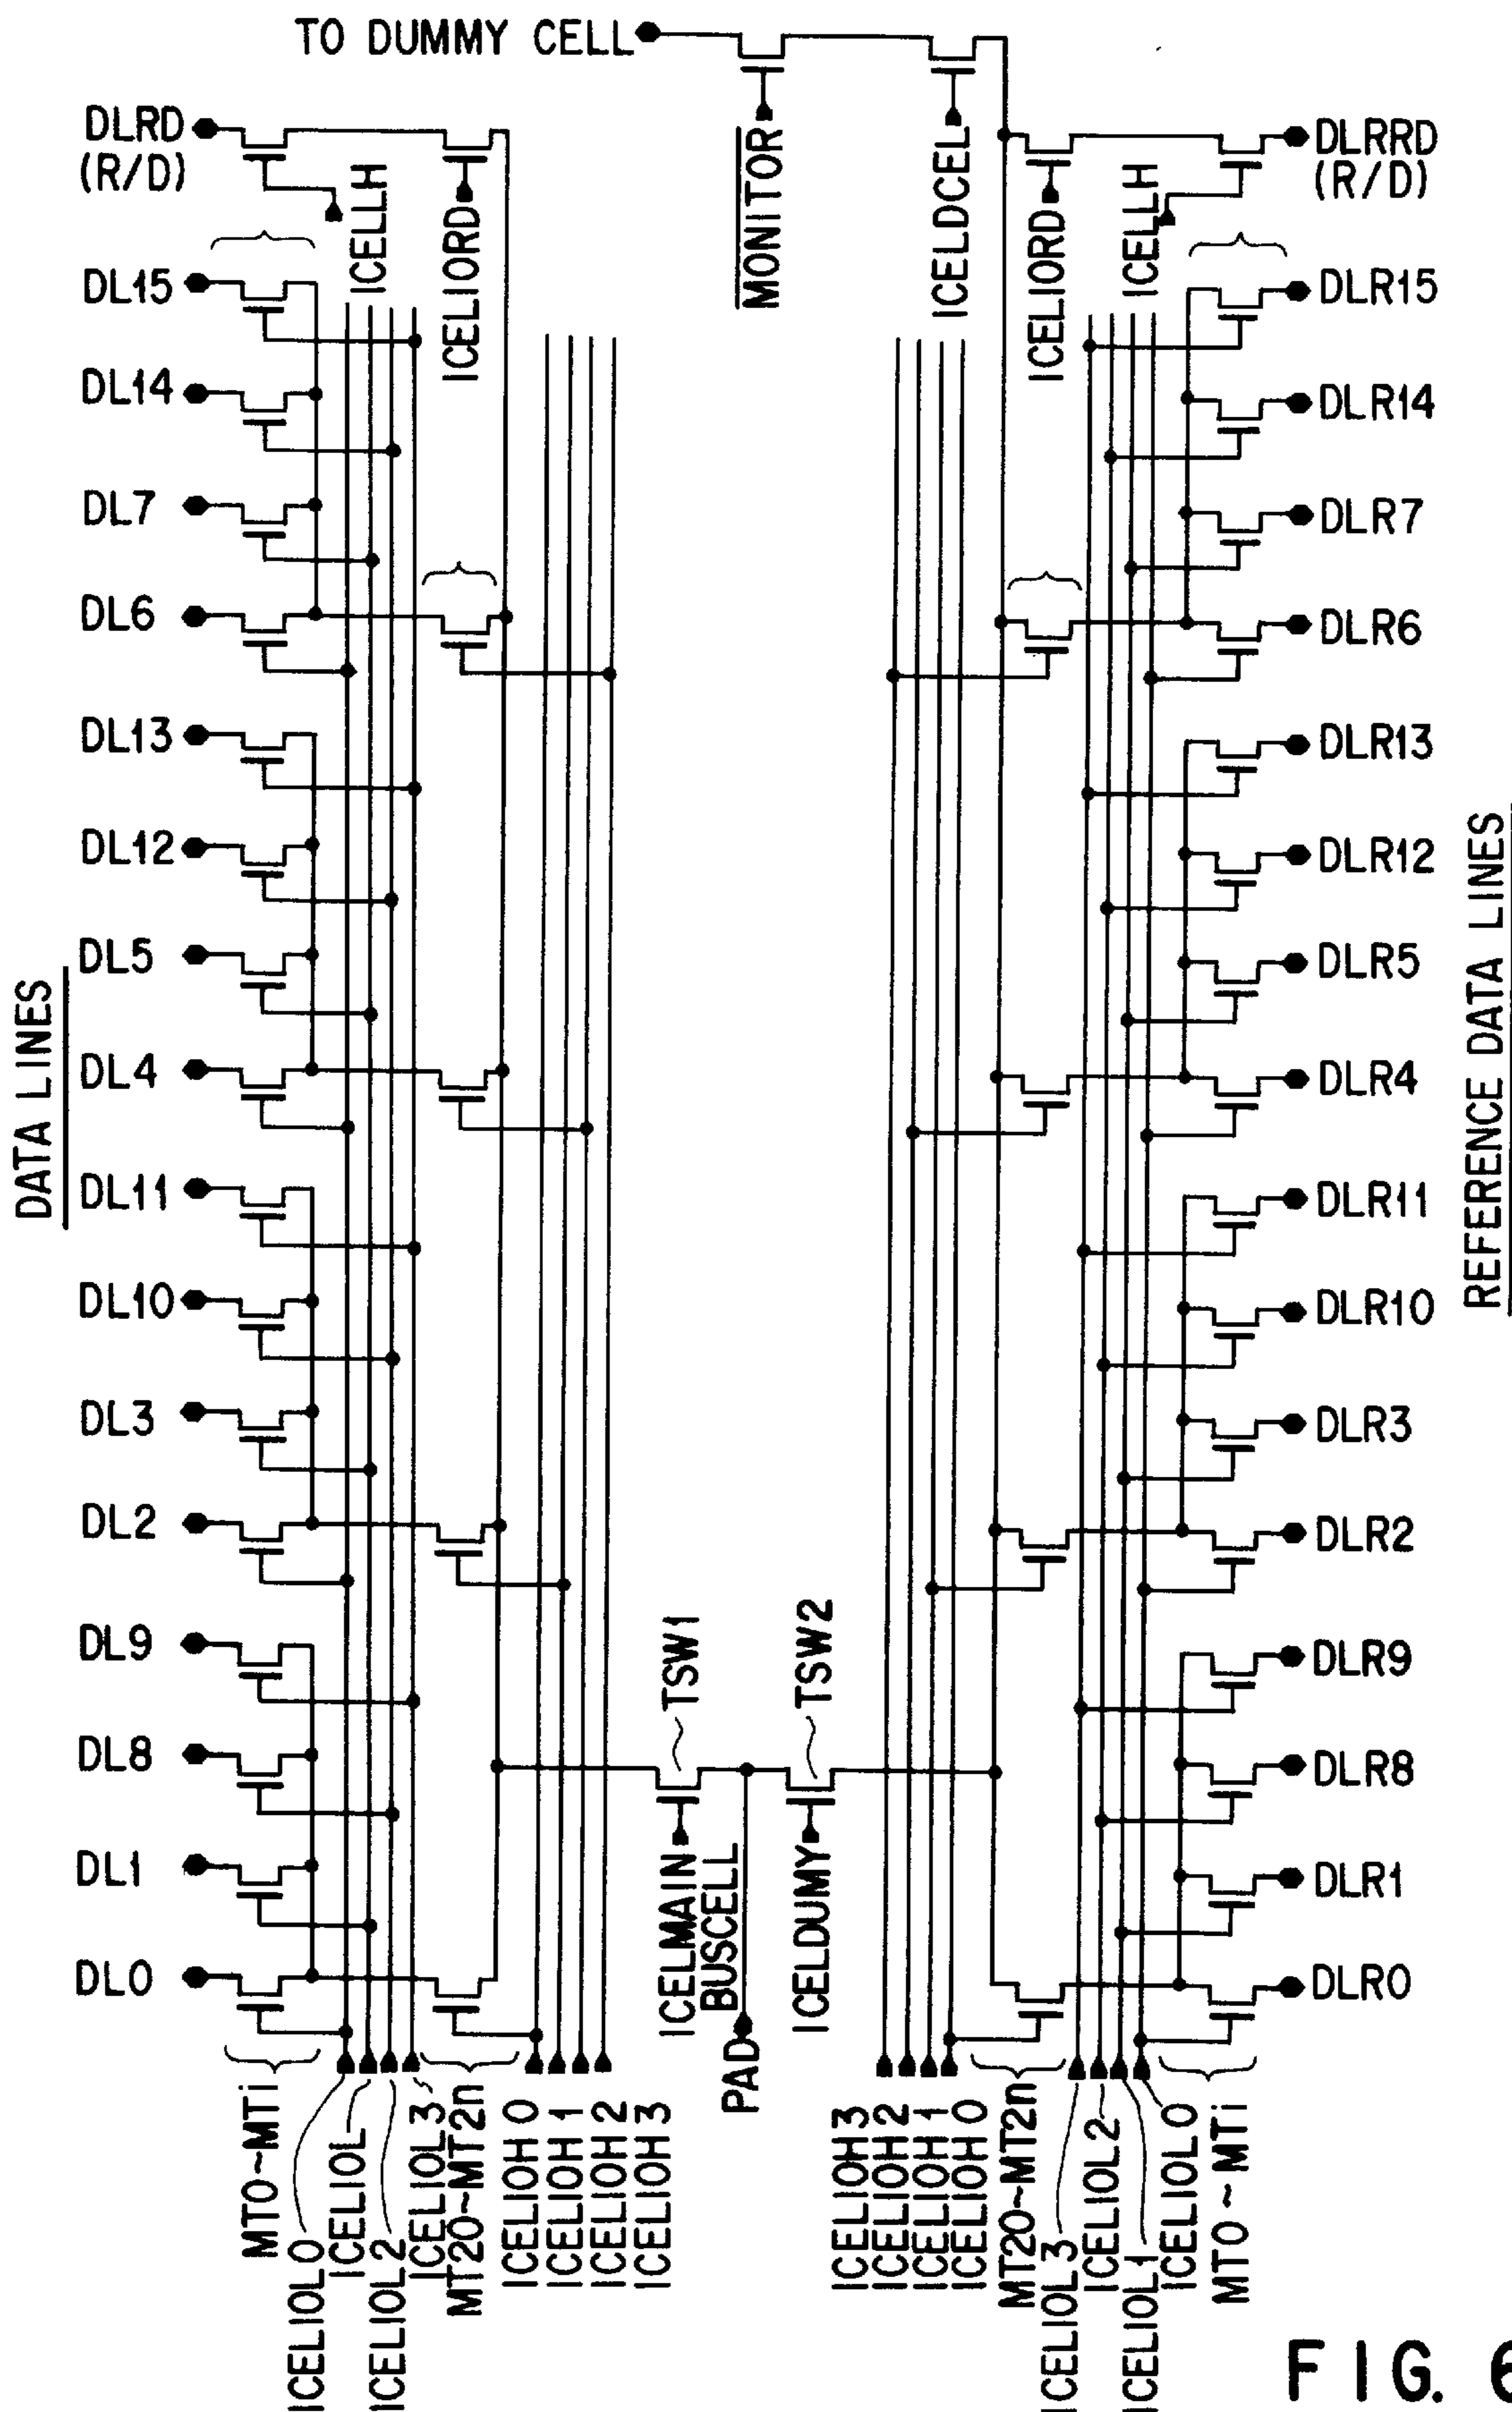 TO DUMMY CELL
DLRD
(R/D)
ICELLH
ICELIORD
MONITOR
ICELDCEL
ICELIORD
ICELLH
DLRRD
(R/D)
DL15
DL14
DL7
DL6
DL13
DL12
DL5
DL4
DL11
DL10
DL3
DL2
DL9
DL8
DL1
DL0
DATA LINES
DLR15
DLR14
DLR7
DLR6
DLR13
DLR12
DLR5
DLR4
DLR11
DLR10
DLR3
DLR2
DLR9
DLR8
DLR1
DLR0
REFERENCE DATA LINES
TSW1
TSW2
ICELMAIN
BUSCELL
PAD
ICELDUMY
MT0~MTi
ICELIOL0
ICELIOL
ICELIOL2
ICELIOL3
MT20~MT2n
ICELIOH0
ICELIOH1
ICELIOH2
ICELIOH3
ICELIOH3
ICELIOH2
ICELIOH1
ICELIOH0
MT20~MT2n
ICELIOL3
ICELIOL2
ICELIOL1
ICELIOL0
MT0~MTi
FIG. 6